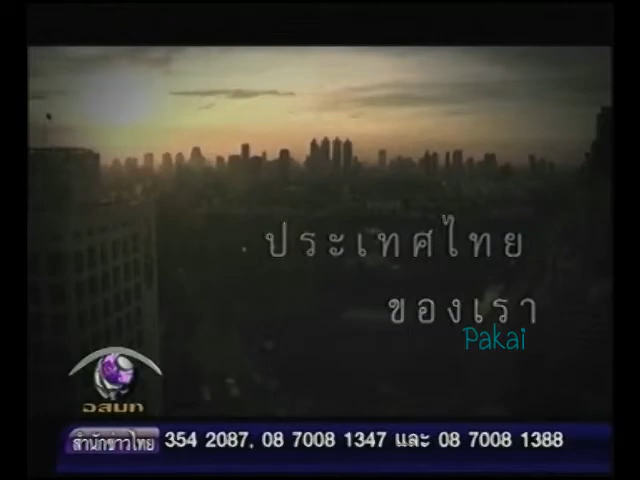 ประเทศไทย
ของเรา
Pakai
อสมท
สำนักข่าวไทย 354 2087, 08 7008 1347 และ 08 7008 1388